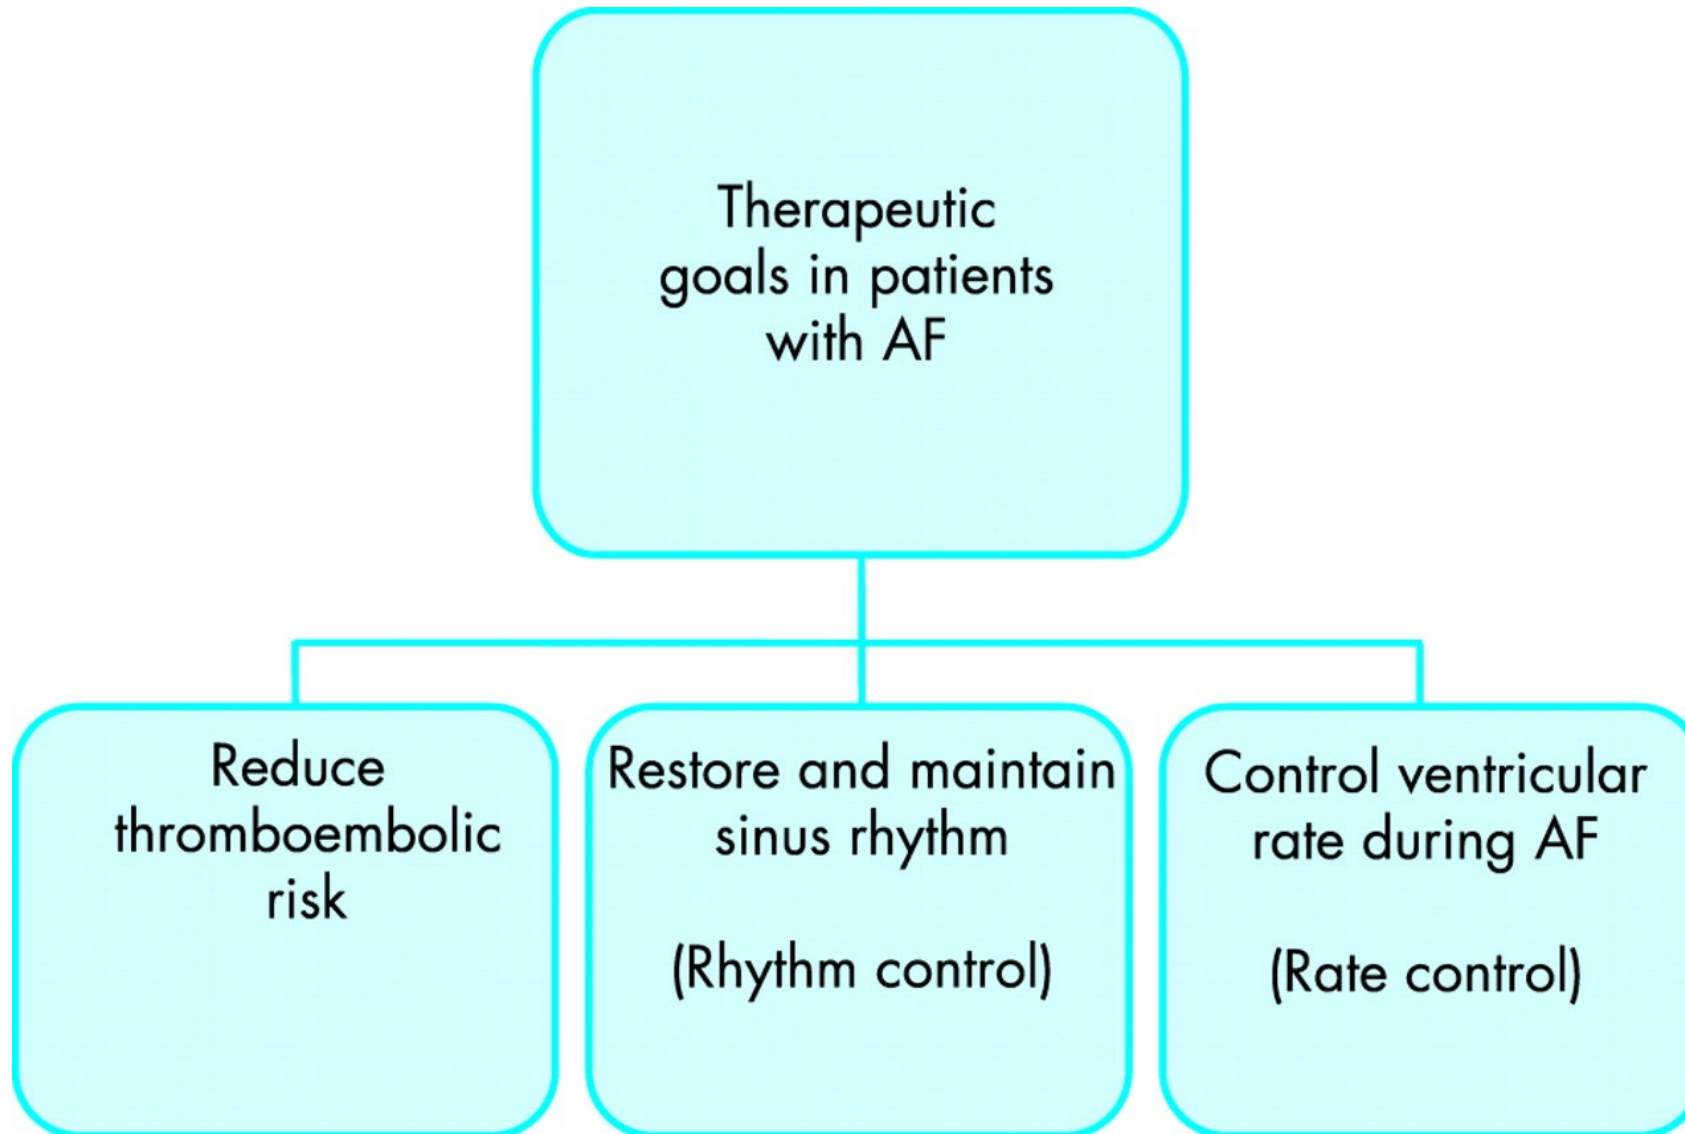 Therapeutic
goals in patients
with AF
Reduce
thromboembolic
risk
Restore and maintain
sinus rhythm
(Rhythm control)
Control ventricular
rate during AF
(Rate control)